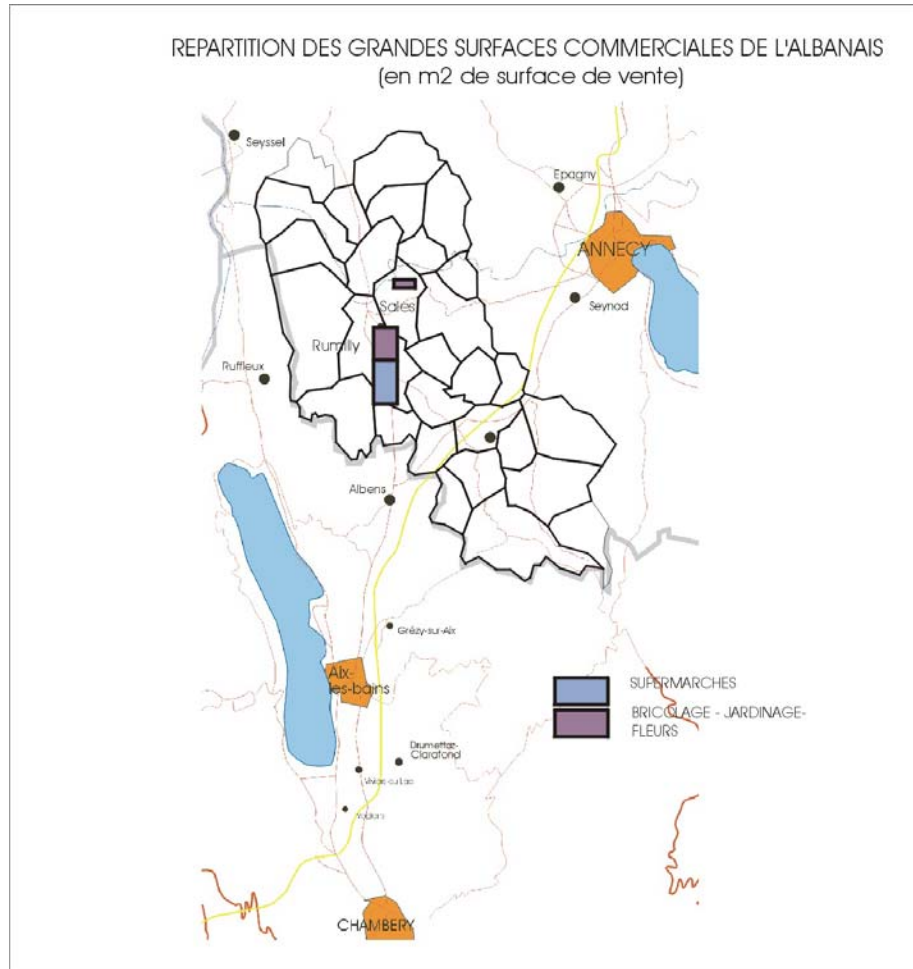 REPARTITION DES GRANDES SURFACES COMMERCIALES DE L'ALBANAIS
(en m2 de surface de vente)
Seyssel
Epagny
ANNECY
Sales
Seynod
Rumilly
Ruffieux
Albens
Grézy-sur-Aix
Aix-
les-bains
SUPERMARCHES
BRICOLAGE - JARDINAGE-
FLEURS
Drumettaz-
Clarafond
Viviers-du-Lac
Voglans
CHAMBERY